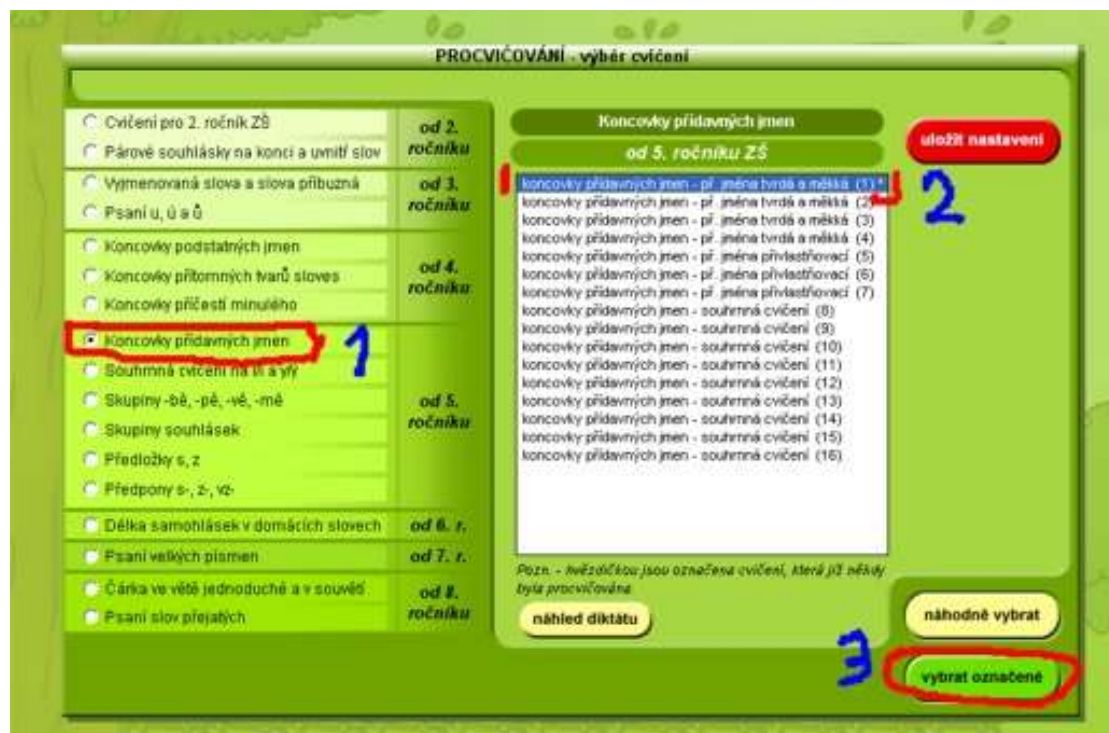 PROCVIČOVÁNÍ - výběr cvičení
Cvičení pro 2. ročník ZŠ
Párové souhlásky na konci a uvnitř slov
od 2. ročníku
Vyjmenovaná slova a slova příbuzná
Psaní u, ú a ů
od 3. ročníku
Koncovky podstatných jmen
Koncovky přítomných tvarů sloves
Koncovky příčestí minulého
od 4. ročníku
Koncovky přídavných jmen
1
Souhrnná cvičení na i/í a y/ý
Skupiny -bě, -pě, -vě, -mě
Skupiny souhlásek
Předložky s, z
Předpony s-, z-, vz-
od 5. ročníku
Délka samohlásek v domácích slovech
od 6. r.
Psaní velkých písmen
od 7. r.
Čárka ve větě jednoduché a v souvětí
Psaní slov přejatých
od 8. ročníku
Koncovky přídavných jmen
od 5. ročníku ZŠ
koncovky přídavných jmen - př. jména tvrdá a měkká (1) *
koncovky přídavných jmen - př. jména tvrdá a měkká (2)
koncovky přídavných jmen - př. jména tvrdá a měkká (3)
koncovky přídavných jmen - př. jména tvrdá a měkká (4)
koncovky přídavných jmen - př. jména přivlastňovací (5)
koncovky přídavných jmen - př. jména přivlastňovací (6)
koncovky přídavných jmen - př. jména přivlastňovací (7)
koncovky přídavných jmen - souhrnná cvičení (8)
koncovky přídavných jmen - souhrnná cvičení (9)
koncovky přídavných jmen - souhrnná cvičení (10)
koncovky přídavných jmen - souhrnná cvičení (11)
koncovky přídavných jmen - souhrnná cvičení (12)
koncovky přídavných jmen - souhrnná cvičení (13)
koncovky přídavných jmen - souhrnná cvičení (14)
koncovky přídavných jmen - souhrnná cvičení (15)
koncovky přídavných jmen - souhrnná cvičení (16)
Pozn. - hvězdičkou jsou označena cvičení, která již někdy
byla procvičována
náhled diktátu
uložit nastavení
2
náhodně vybrat
3
vybrat označené